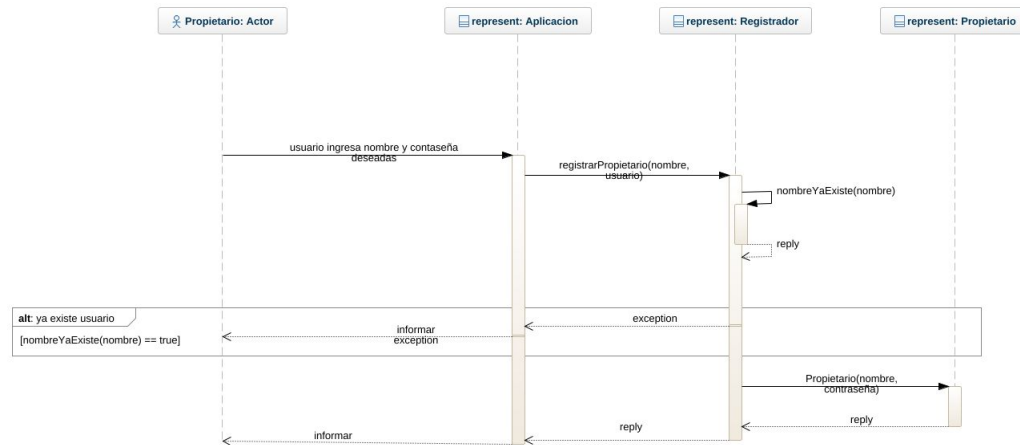 Propietario: Actor
represent: Aplicacion
represent: Registrador
represent: Propietario
usuario ingresa nombre y contaseña
deseadas
registrarPropietario(nombre,
usuario)
nombreYaExiste(nombre)
reply
alt: ya existe usuario
[nombreYaExiste(nombre) == true]
exception
informar
exception
Propietario(nombre,
contraseña)
reply
reply
informar